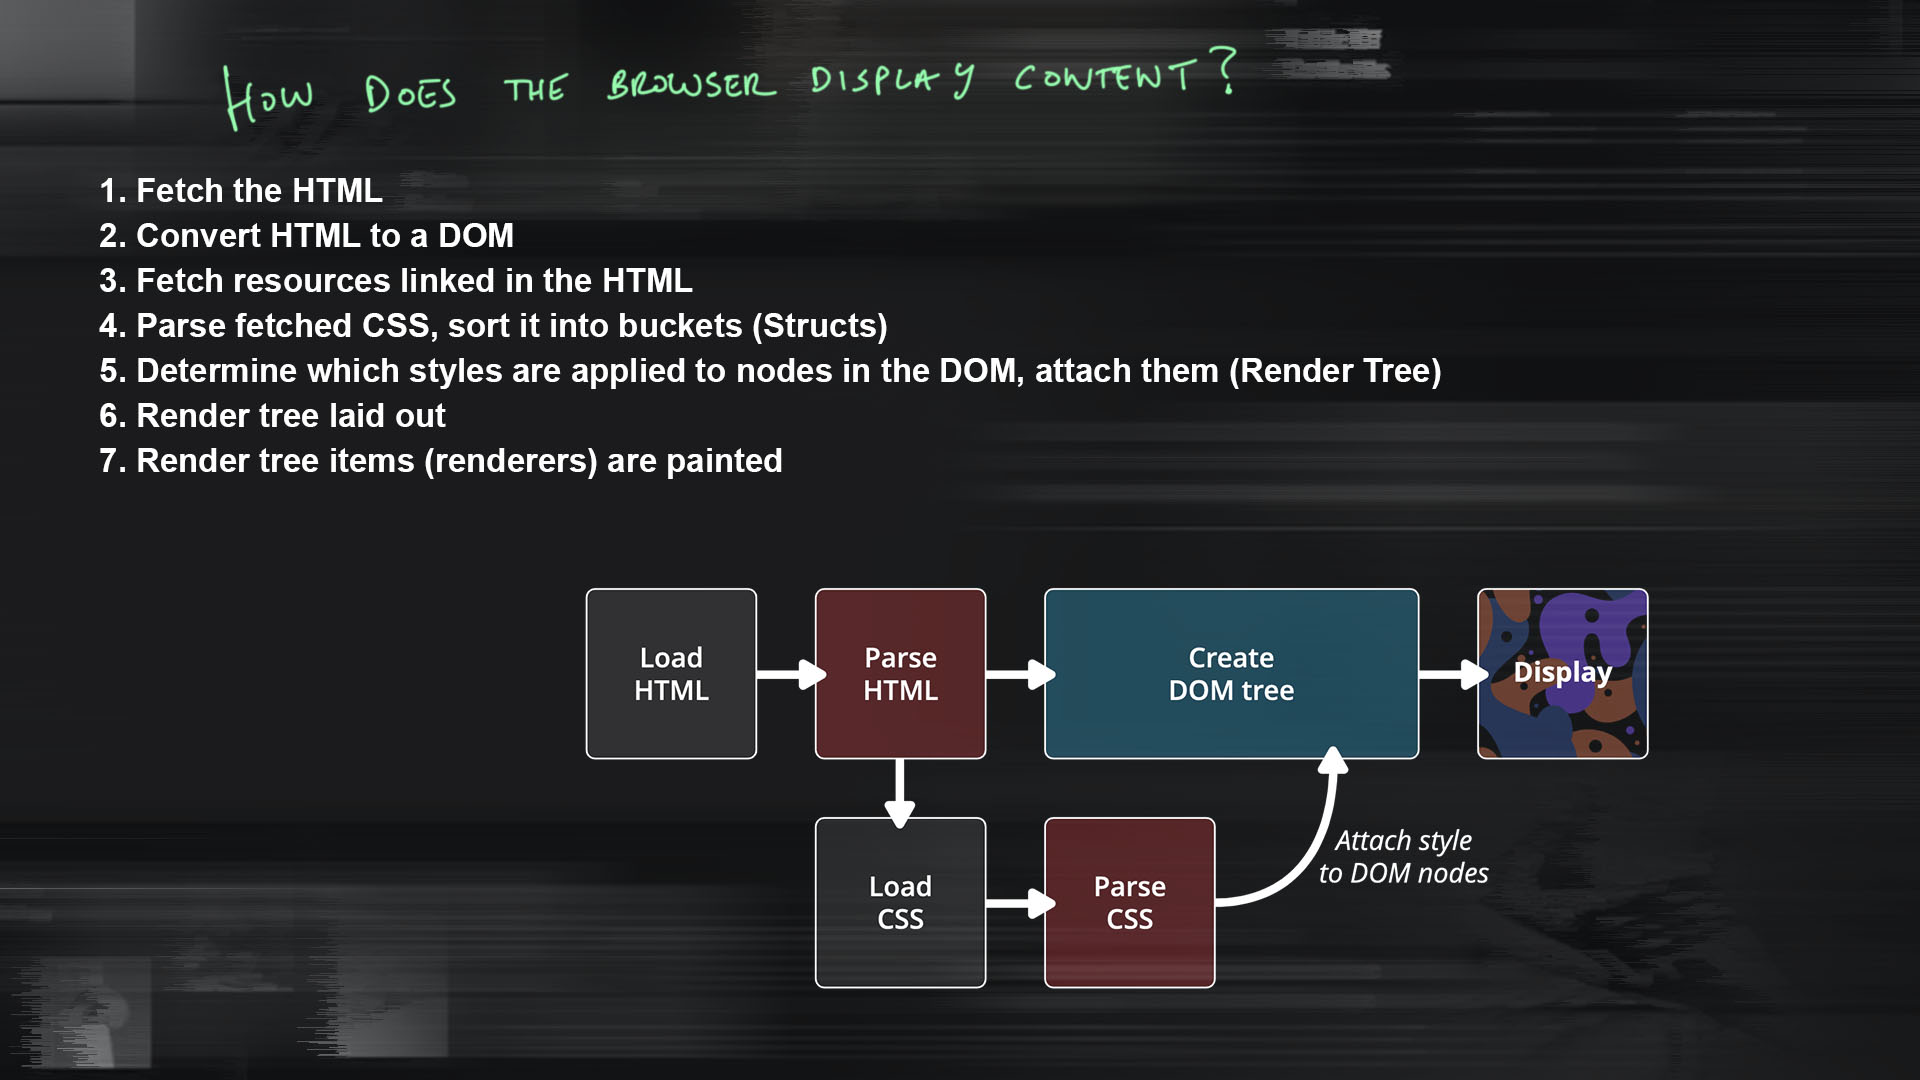 HOW DOES THE BROWSER DISPLAY CONTENT?
1. Fetch the HTML
2. Convert HTML to a DOM
3. Fetch resources linked in the HTML
4. Parse fetched CSS, sort it into buckets (Structs)
5. Determine which styles are applied to nodes in the DOM, attach them (Render Tree)
6. Render tree laid out
7. Render tree items (renderers) are painted
Load
HTML
Parse
HTML
Create
DOM tree
Display
Load
CSS
Parse
CSS
Attach style
to DOM nodes